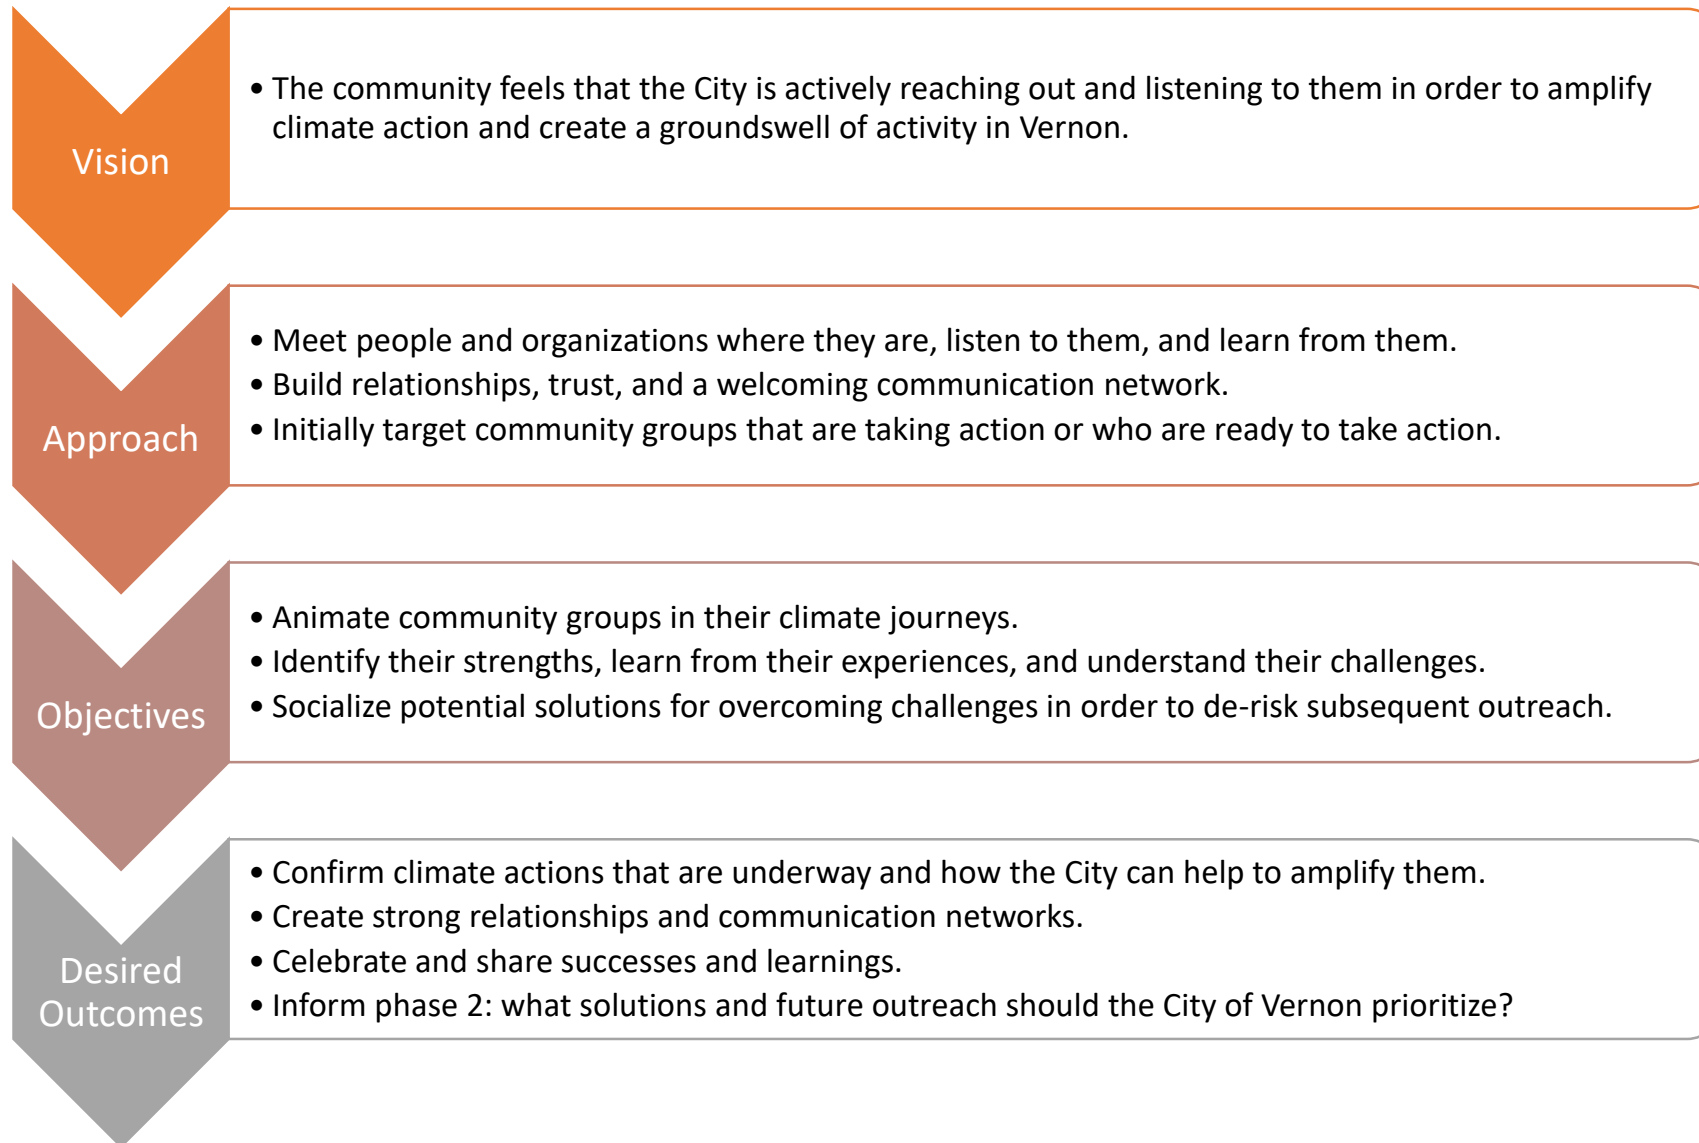 Vision
• The community feels that the City is actively reaching out and listening to them in order to amplify
climate action and create a groundswell of activity in Vernon.
Approach
• Meet people and organizations where they are, listen to them, and learn from them.
• Build relationships, trust, and a welcoming communication network.
• Initially target community groups that are taking action or who are ready to take action.
Objectives
• Animate community groups in their climate journeys.
• Identify their strengths, learn from their experiences, and understand their challenges.
• Socialize potential solutions for overcoming challenges in order to de-risk subsequent outreach.
Desired
Outcomes
• Confirm climate actions that are underway and how the City can help to amplify them.
• Create strong relationships and communication networks.
• Celebrate and share successes and learnings.
• Inform phase 2: what solutions and future outreach should the City of Vernon prioritize?